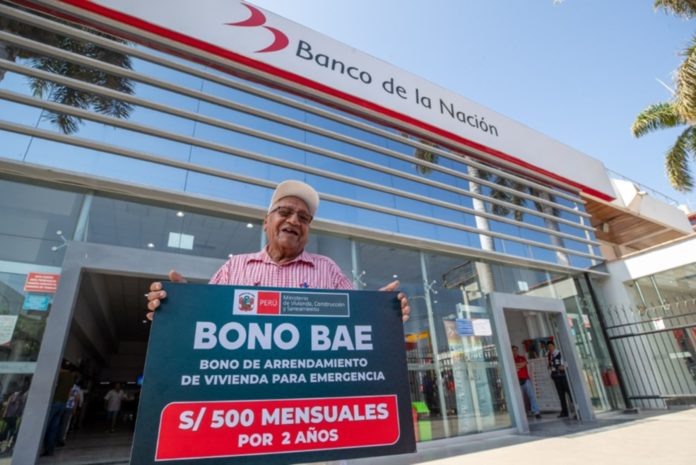 Banco de la Nación
PERÚ
Ministerio
de Vivienda, Construcción
y Saneamiento
BONO BAE
BONO DE ARRENDAMIENTO
DE VIVIENDA PARA EMERGENCIA
S/ 500 MENSUALES
POR 2 AÑOS